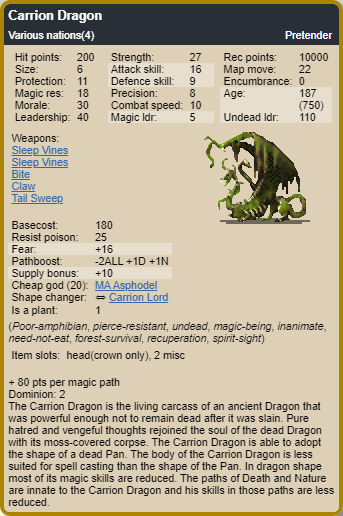 Carrion Dragon
Various nations(4) Pretender
Hit points: 200 Strength: 27 Rec points: 10000
Size: 6 Attack skill: 16 Map move: 22
Protection: 11 Defence skill: 9 Encumbrance: 0
Magic res: 18 Precision: 8 Age: 187
Morale: 30 Combat speed: 10 (750)
Leadership: 40 Magic ldr: 5 Undead ldr: 110
Weapons:
Sleep Vines
Sleep Vines
Bite
Claw
Tail Sweep
Basecost: 180
Resist poison: 25
Fear: +16
Pathboost: -2ALL +1D +1N
Supply bonus: +10
Cheap god (20): MA Asphodel
Shape changer: ⇔ Carrion Lord
Is a plant: 1
(Poor-amphibian, pierce-resistant, undead, magic-being, inanimate,
need-not-eat, forest-survival, recuperation, spirit-sight)
Item slots: head(crown only), 2 misc
+ 80 pts per magic path
Dominion: 2
The Carrion Dragon is the living carcass of an ancient Dragon that
was powerful enough not to remain dead after it was slain. Pure
hatred and vengeful thoughts rejoined the soul of the dead Dragon
with its moss-covered corpse. The Carrion Dragon is able to adopt
the shape of a dead Pan. The body of the Carrion Dragon is less
suited for spell casting than the shape of the Pan. In dragon shape
most of its magic skills are reduced. The paths of Death and Nature
are innate to the Carrion Dragon and his skills in those paths are less
reduced.